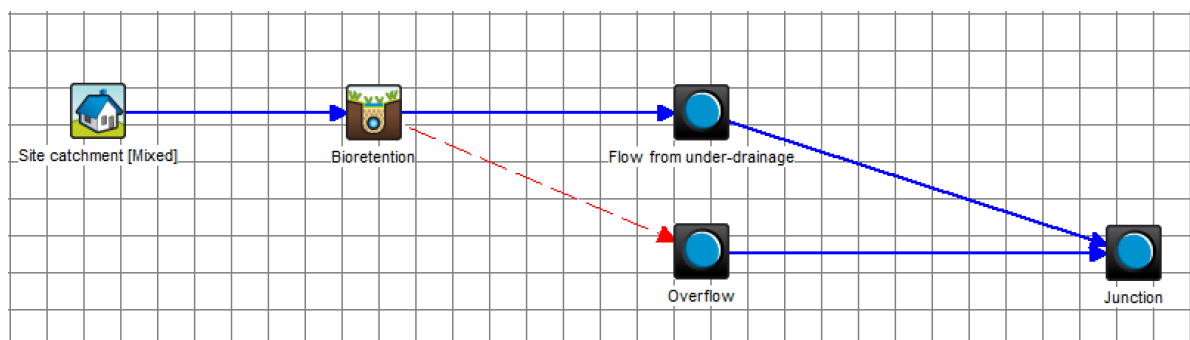 Site catchment [Mixed]
Bioretention
Flow from under-drainage
Overflow
Junction